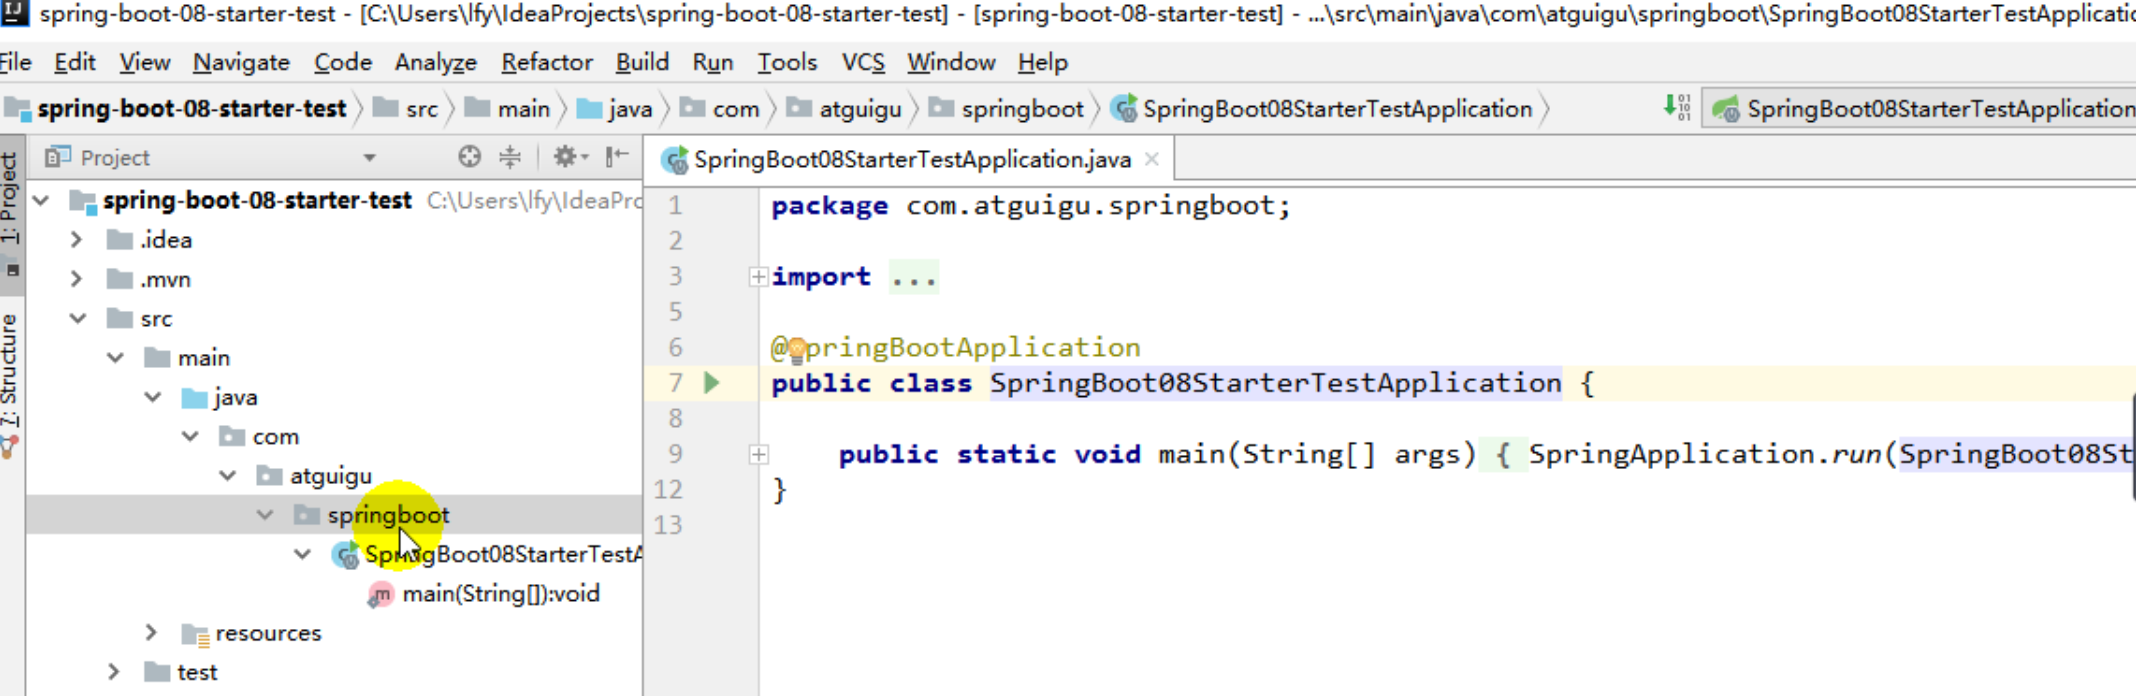 spring-boot-08-starter-test - [C:\Users\lfy\IdeaProjects\spring-boot-08-starter-test] - [spring-boot-08-starter-test] - ...\src\main\java\com\atguigu\springboot\SpringBoot08StarterTestApplicatio
File Edit View Navigate Code Analyze Refactor Build Run Tools VCS Window Help
spring-boot-08-starter-test src main java com atguigu springboot SpringBoot08StarterTestApplication SpringBoot08StarterTestApplication
1: Project
7: Structure
Project
spring-boot-08-starter-test C:\Users\lfy\IdeaPro
.idea
.mvn
src
main
java
com
atguigu
springboot
SpringBoot08StarterTestA
main(String[]):void
resources
test
SpringBoot08StarterTestApplication.java
1 package com.atguigu.springboot;
2
3 import ...
5
6 @SpringBootApplication
7 public class SpringBoot08StarterTestApplication {
8
9 public static void main(String[] args) { SpringApplication.run(SpringBoot08St
12 }
13